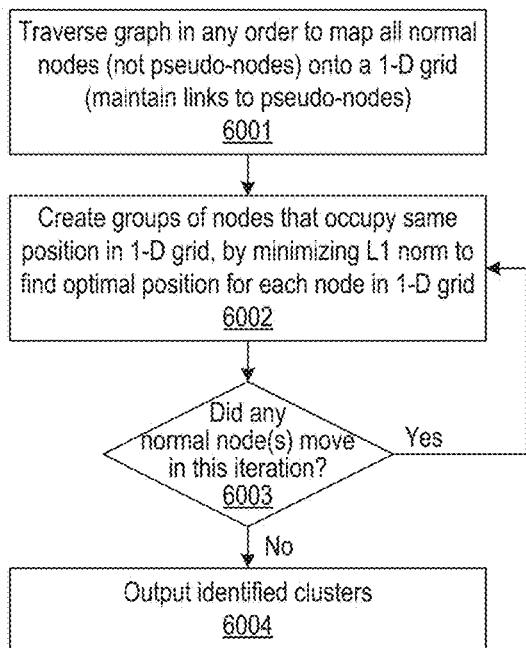 Traverse graph in any order to map all normal
nodes (not pseudo-nodes) onto a 1-D grid
(maintain links to pseudo-nodes)
6001
Create groups of nodes that occupy same
position in 1-D grid, by minimizing L1 norm to
find optimal position for each node in 1-D grid
6002
Did any
normal node(s) move
in this iteration?
6003
Yes
No
Output identified clusters
6004